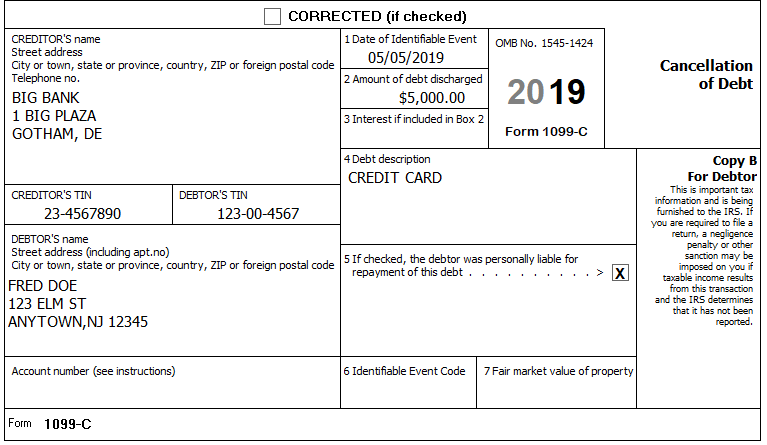 CORRECTED (if checked)
CREDITOR'S name
Street address
City or town, state or province, country, ZIP or foreign postal code
Telephone no.
BIG BANK
1 BIG PLAZA
GOTHAM, DE
1 Date of Identifiable Event
05/05/2019
2 Amount of debt discharged
$5,000.00
3 Interest if included in Box 2
OMB No. 1545-1424
2019
Form 1099-C
Cancellation
of Debt
CREDITOR'S TIN
23-4567890
DEBTOR'S TIN
123-00-4567
4 Debt description
CREDIT CARD
Copy B
For Debtor
This is important tax
information and is being
furnished to the IRS. If
you are required to file a
return, a negligence
penalty or other
sanction may be
imposed on you if
taxable income results
from this transaction
and the IRS determines
that it has not been
reported.
DEBTOR'S name
Street address (including apt.no)
City or town, state or province, country, ZIP or foreign postal code
FRED DOE
123 ELM ST
ANYTOWN,NJ 12345
5 If checked, the debtor was personally liable for
repayment of this debt . . . . . . . . . . > X
Account number (see instructions)
6 Identifiable Event Code
7 Fair market value of property
Form 1099-C